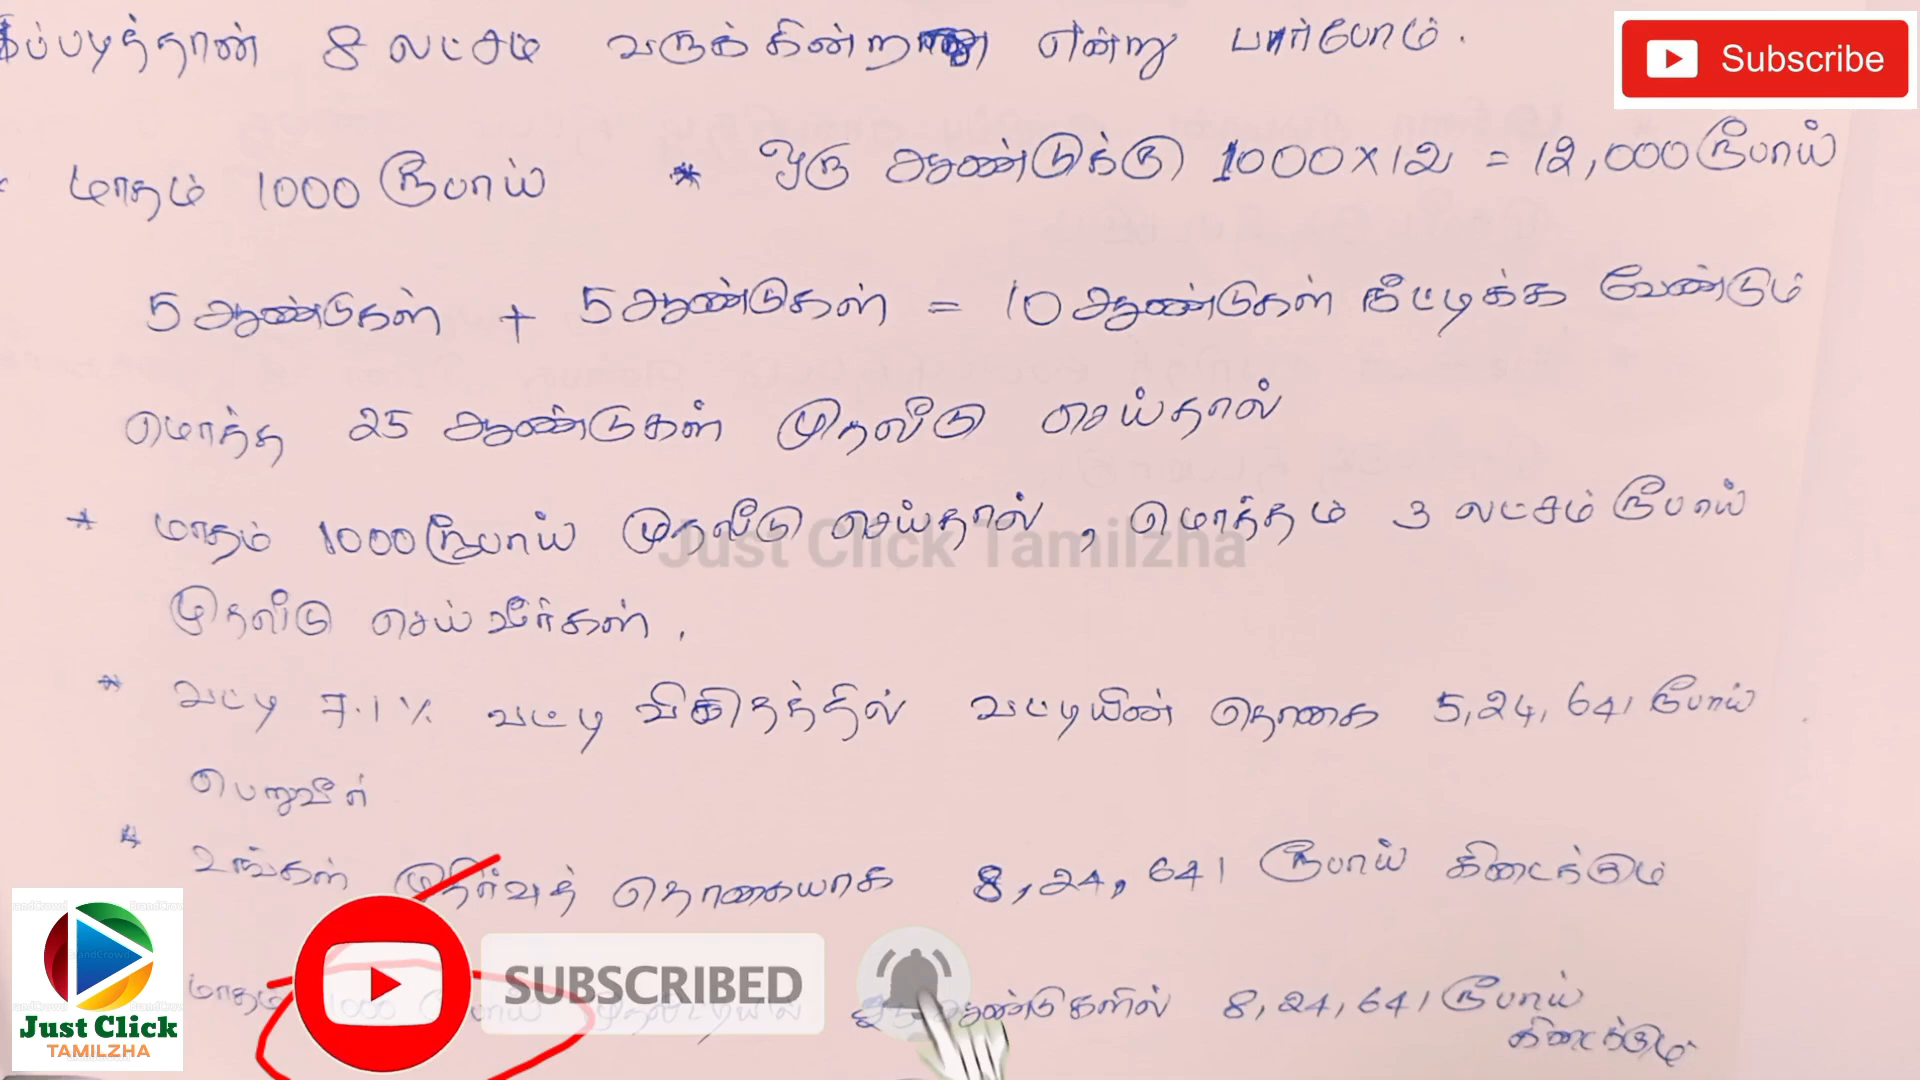 எப்படித்தான் 8 லட்சம் வருகின்றது என்று பார்போம்.
Subscribe
மாதம் 1000 ரூபாய் * ஒரு ஆண்டுக்கு 1000 x 12 = 12,000 ரூபாய்
5 ஆண்டுகள் + 5 ஆண்டுகள் = 10 ஆண்டுகள் நீட்டிக்க வேண்டும்
மொத்த 25 ஆண்டுகள் முதலீடு செய்தால்
* மாதம் 1000 ரூபாய் முதலீடு செய்தால், மொத்தம் 3 லட்சம் ரூபாய்
Just Click Tamilzha
முதலீடு செய்வீர்கள்.
* வட்டி 7.1% வட்டி விகிதத்தில் வட்டியின் தொகை 5,24,641 ரூபாய்
பெறுவீர்
* உங்கள் முதிர்வுத் தொகையாக 8,24,641 ரூபாய் கிடைக்கும்
SUBSCRIBED
மாதம் 1000 ரூபாய் முதலீட்டில் ஆண்டுகளில் 8,24,641 ரூபாய்
கிடைக்கும்
Just Click
TAMILZHA